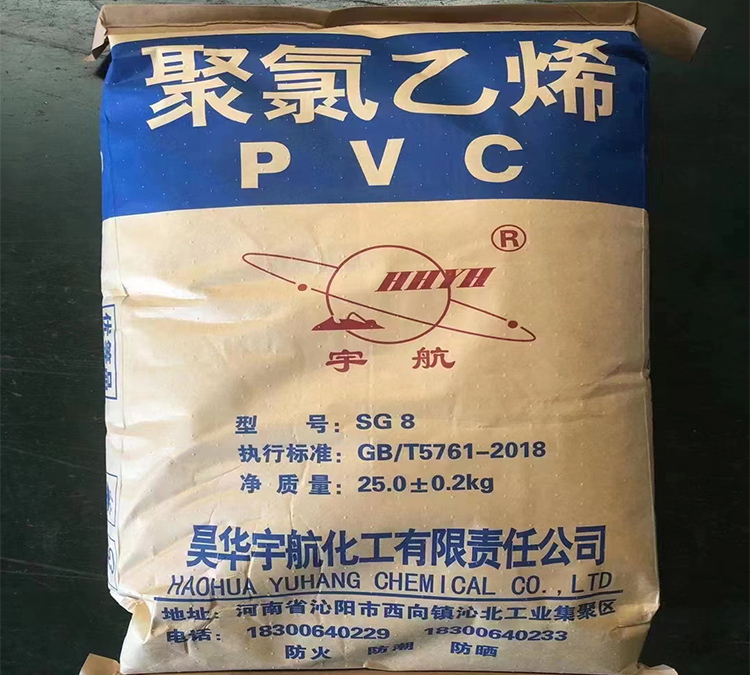 聚氯乙烯
PVC
®
HHYH
宇航
型 号：SG 8
执行标准：GB/T5761-2018
净 质 量：25.0±0.2kg
昊华宇航化工有限责任公司
HAOHUA YUHANG CHEMICAL CO.,LTD
地址：河南省沁阳市西向镇沁北工业集聚区
电话：18300640229 18300640233
防火 防潮 防晒